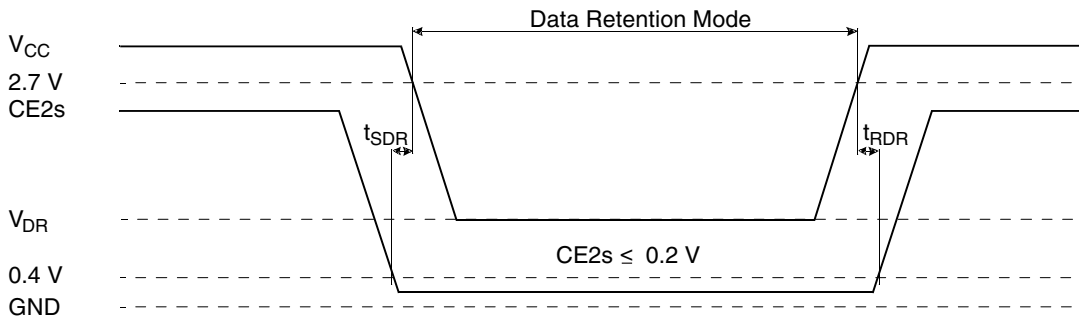 Data Retention Mode
VCC
2.7 V
CE2s
tSDR
tRDR
VDR
CE2s ≤ 0.2 V
0.4 V
GND